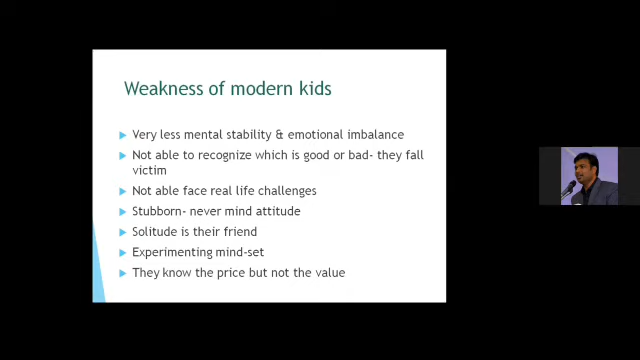 Weakness of modern kids
Very less mental stability & emotional imbalance
Not able to recognize which is good or bad- they fall
victim
Not able face real life challenges
Stubborn- never mind attitude
Solitude is their friend
Experimenting mind-set
They know the price but not the value